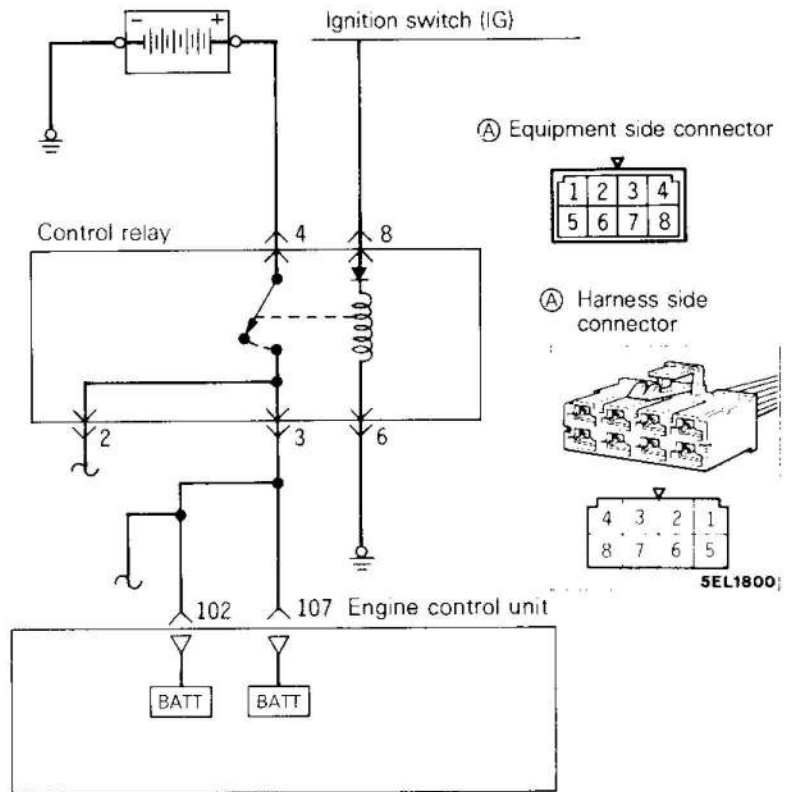 - +
Ignition switch (IG)
Ⓐ Equipment side connector
1 2 3 4
5 6 7 8
Control relay
4
8
Ⓐ Harness side
connector
2
3
6
4 3 2 1
8 7 6 5
5EL1800
102
107
Engine control unit
BATT
BATT